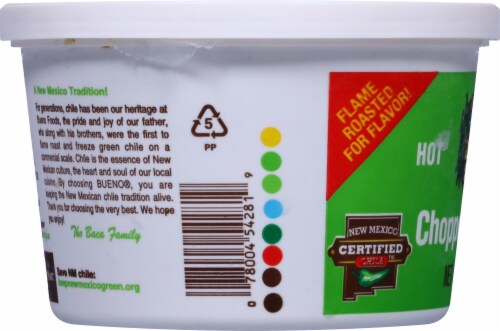 A New Mexico Tradition!
For generations, chile has been our heritage at
Bueno Foods, the pride and joy of our father,
who along with his brothers, were the first to
flame roast and freeze green chile on a
commercial scale. Chile is the essence of New
Mexican culture, the heart and soul of our local
cuisine. By choosing BUENO®, you are
keeping the New Mexican chile tradition alive.
Thank you for choosing the very best. We hope
you enjoy!
The Baca Family
Save NM chile:
keepnewmexicogreen.org
5
PP
0 78004 54281 9
FLAME
ROASTED
FOR FLAVOR!
HOT
NEW MEXICO
CERTIFIED
CHILE
TM
Chopp
NE